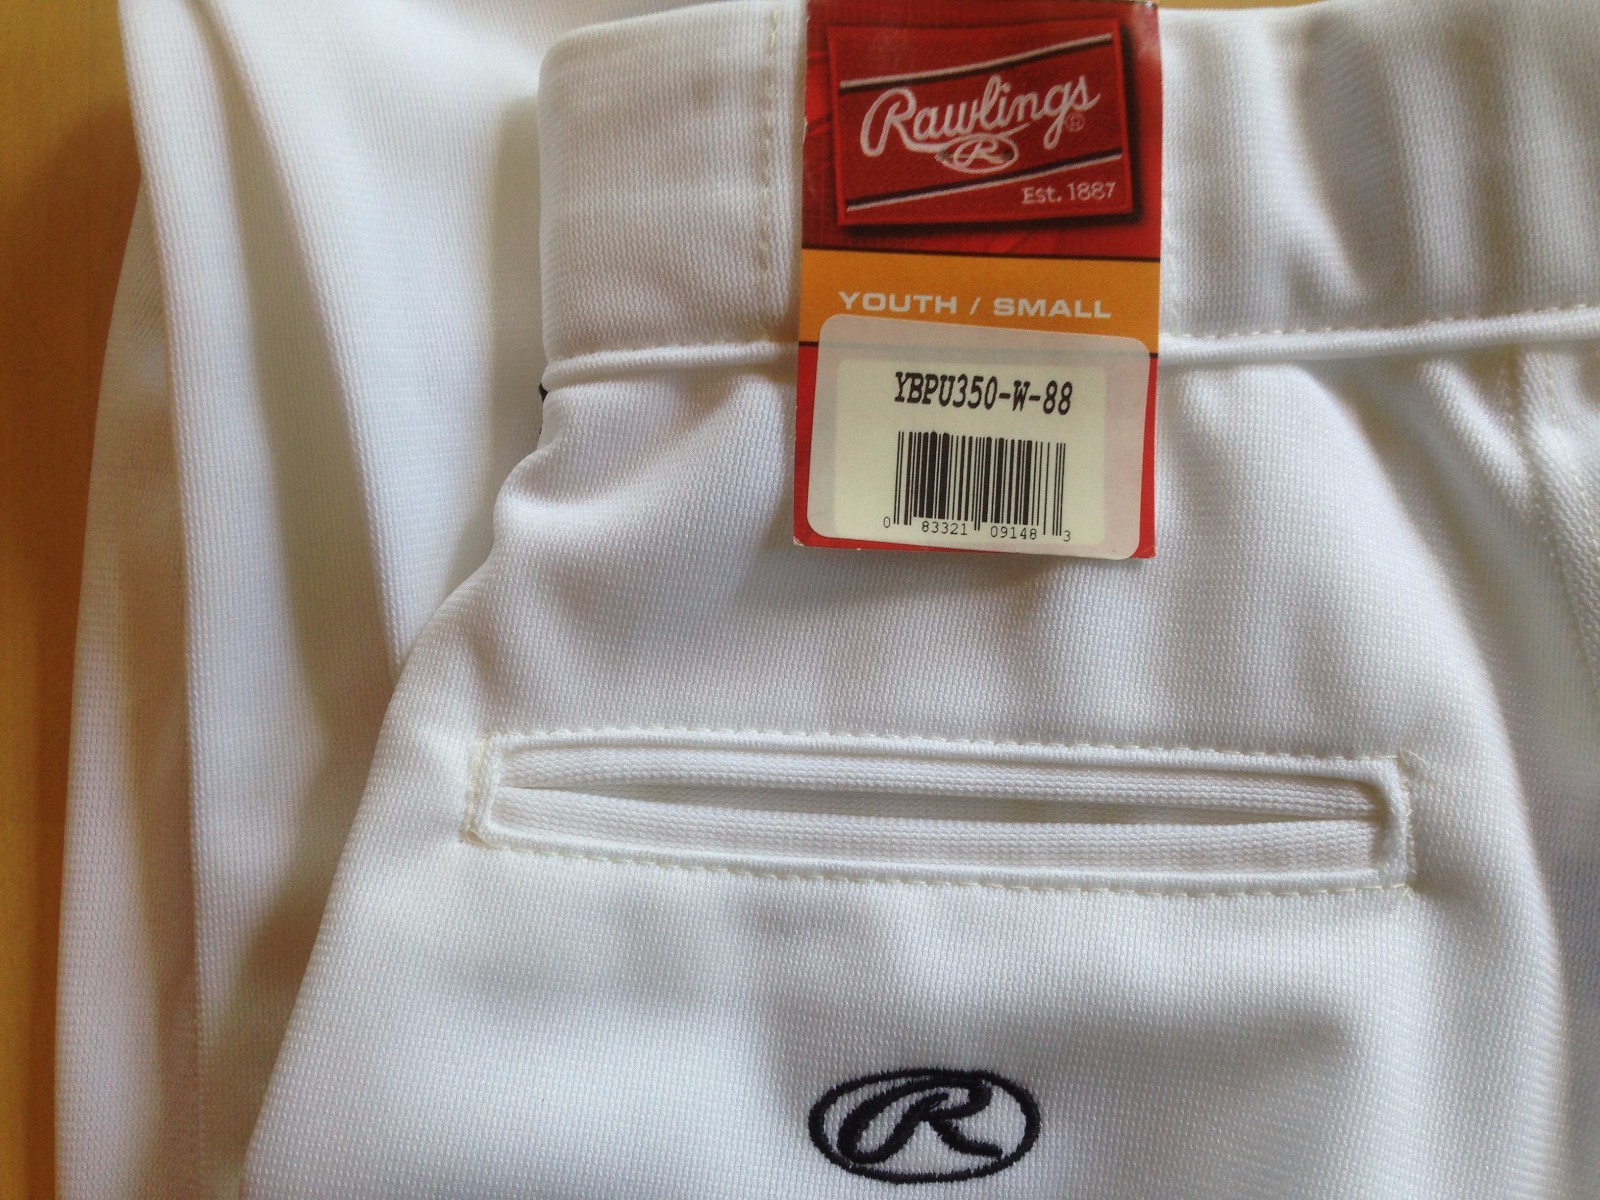 Rawlings®
R
Est. 1887
YOUTH / SMALL
YBPU350-W-88
0 83321 09148 3
R